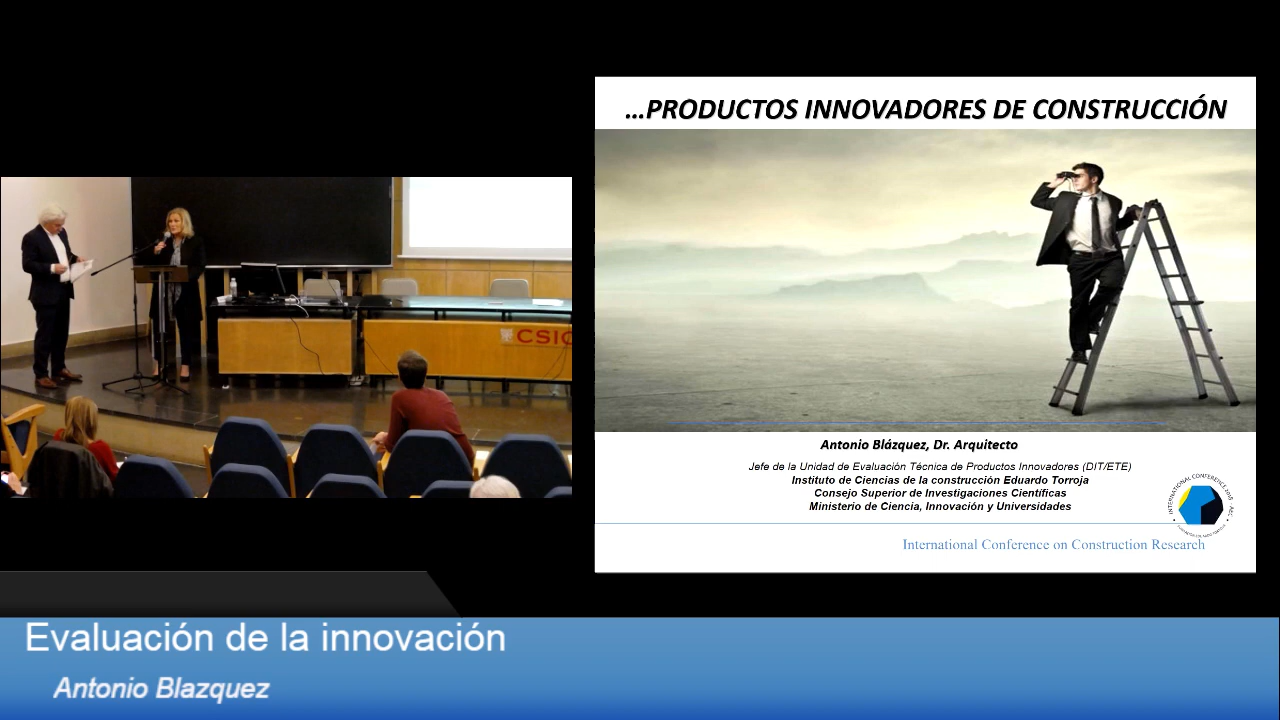 …PRODUCTOS INNOVADORES DE CONSTRUCCIÓN
CSIC
Antonio Blázquez, Dr. Arquitecto
Jefe de la Unidad de Evaluación Técnica de Productos Innovadores (DIT/ETE)
Instituto de Ciencias de la construcción Eduardo Torroja
Consejo Superior de Investigaciones Científicas
Ministerio de Ciencia, Innovación y Universidades
International Conference on Construction Research
Evaluación de la innovación
Antonio Blazquez